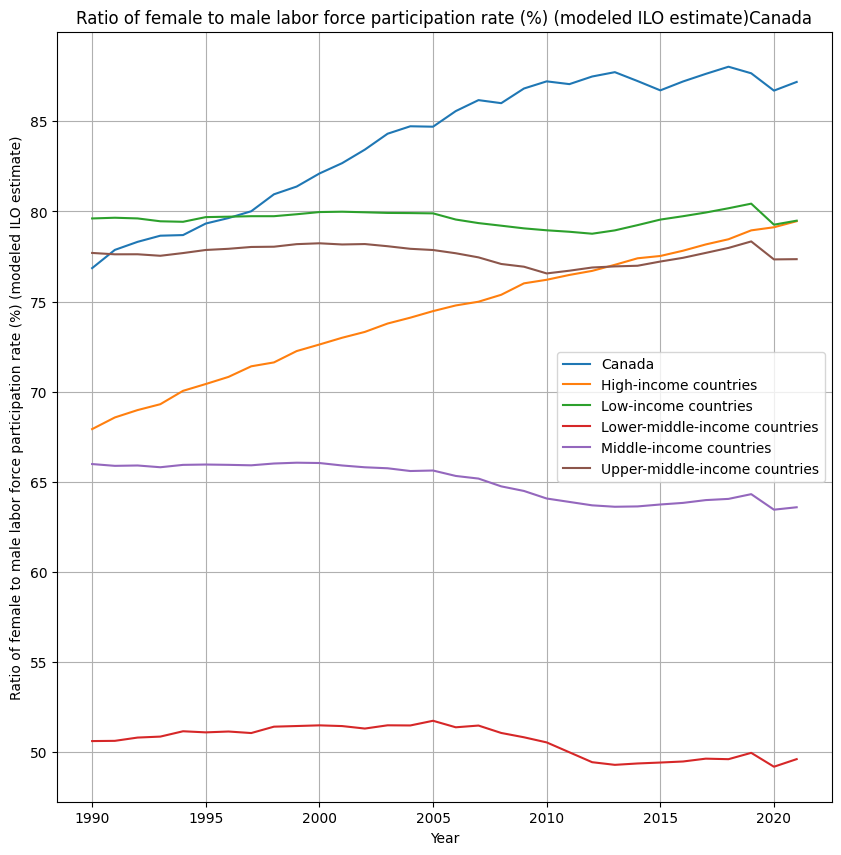 Ratio of female to male labor force participation rate (%) (modeled ILO estimate)Canada
Ratio of female to male labor force participation rate (%) (modeled ILO estimate)
85
80
75
70
65
60
55
50
Canada
High-income countries
Low-income countries
Lower-middle-income countries
Middle-income countries
Upper-middle-income countries
1990 1995 2000 2005 2010 2015 2020
Year